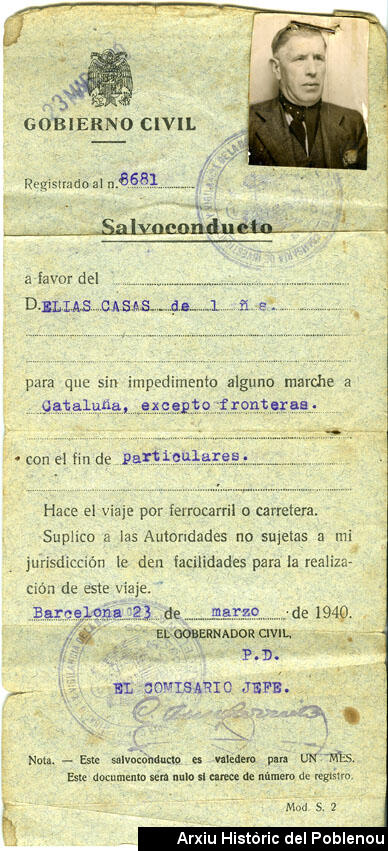 23 MAR
GOBIERNO CIVIL
Registrado al n. 8681
Salvoconducto
a favor del
D. ELIAS CASAS de l ñ s.
para que sin impedimento alguno marche a
Cataluña, excepto fronteras.
con el fin de particulares.
Hace el viaje por ferrocarril o carretera.
Suplico a las Autoridades no sujetas a mi
jurisdicción le den facilidades para la realiza-
ción de este viaje.
Barcelona 23 de marzo de 1940.
EL GOBERNADOR CIVIL,
P.D.
EL COMISARIO JEFE.
Nota. — Este salvoconducto es valedero para UN MES.
Este documento será nulo si carece de número de registro.
Mod. S. 2
Arxiu Històric del Poblenou